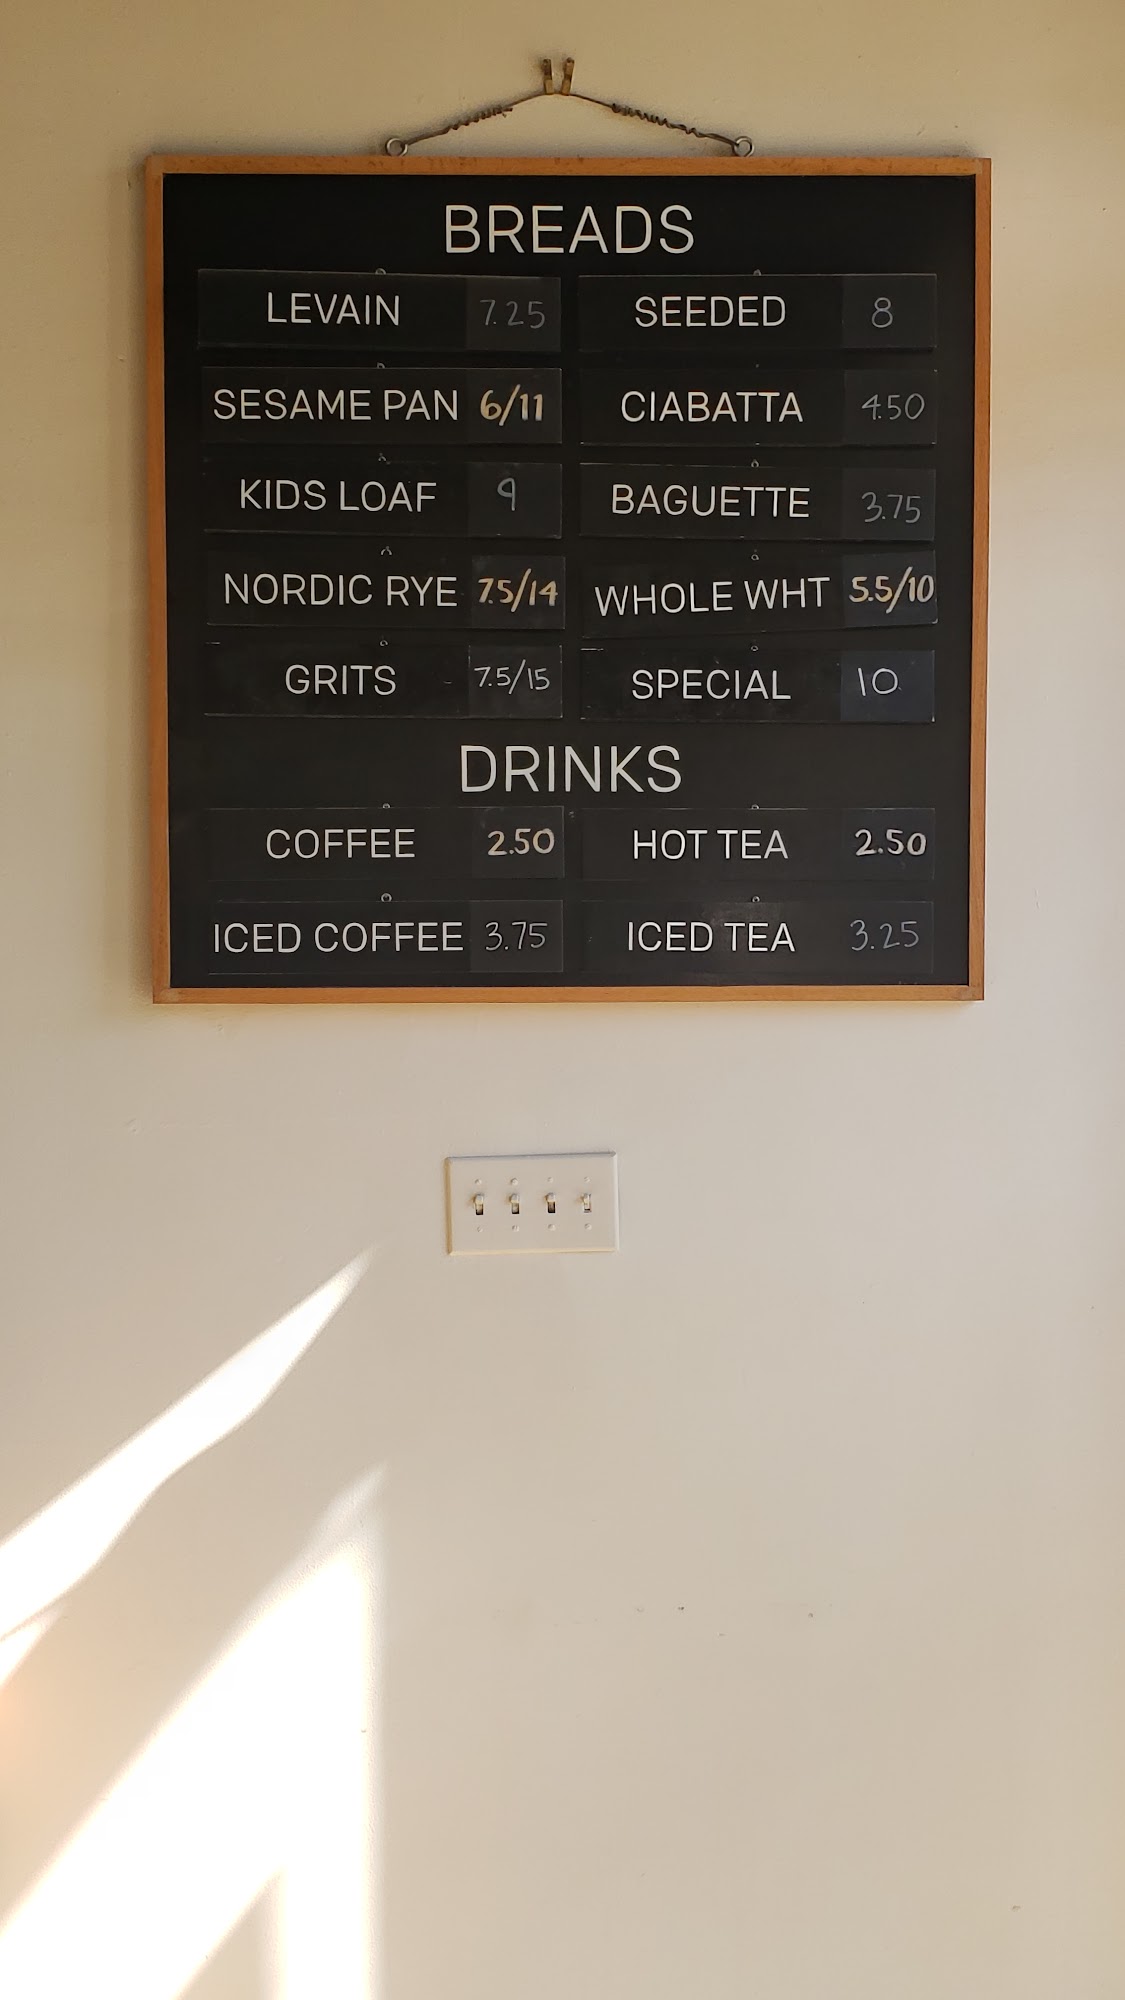 BREADS
LEVAIN 7.25 SEEDED 8
SESAME PAN 6/11 CIABATTA 4.50
KIDS LOAF 9 BAGUETTE 3.75
NORDIC RYE 7.5/14 WHOLE WHT 5.5/10
GRITS 7.5/15 SPECIAL 10
DRINKS
COFFEE 2.50 HOT TEA 2.50
ICED COFFEE 3.75 ICED TEA 3.25